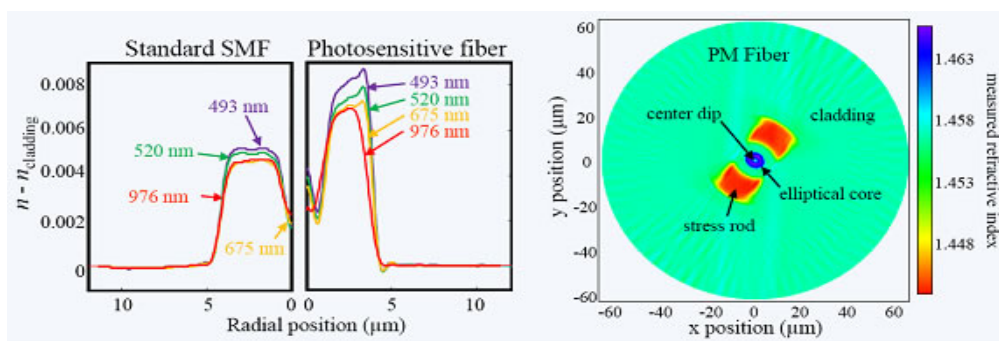 Standard SMF
Photosensitive fiber
n - n cladding
0.008
0.006
0.004
0.002
0
493 nm
520 nm
976 nm
675 nm
493 nm
520 nm
675 nm
976 nm
10
5
0
0
5
10
Radial position (μm)
PM Fiber
60
40
20
0
-20
-40
-60
y position (μm)
center dip
cladding
elliptical core
stress rod
-60
-40
-20
0
20
40
60
x position (μm)
1.463
1.458
1.453
1.448
measured refractive index